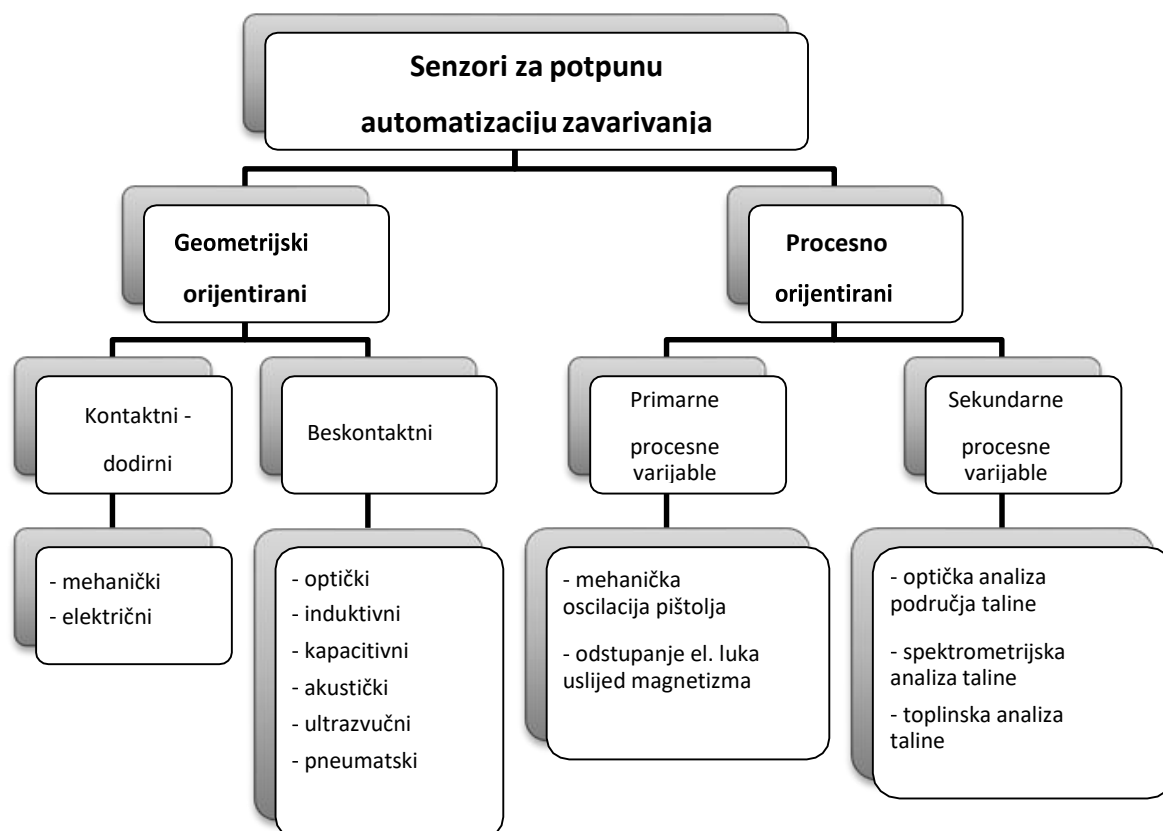 Senzori za potpunu
automatizaciju zavarivanja
Geometrijski
orijentirani
Procesno
orijentirani
Kontaktni -
dodirni
Beskontaktni
Primarne
procesne
varijable
Sekundarne
procesne
varijable
- mehanički
- električni
- optički
- induktivni
- kapacitivni
- akustički
- ultrazvučni
- pneumatski
- mehanička
oscilacija pištolja
- odstupanje el. luka
uslijed magnetizma
- optička analiza
područja taline
- spektrometrijska
analiza taline
- toplinska analiza
taline